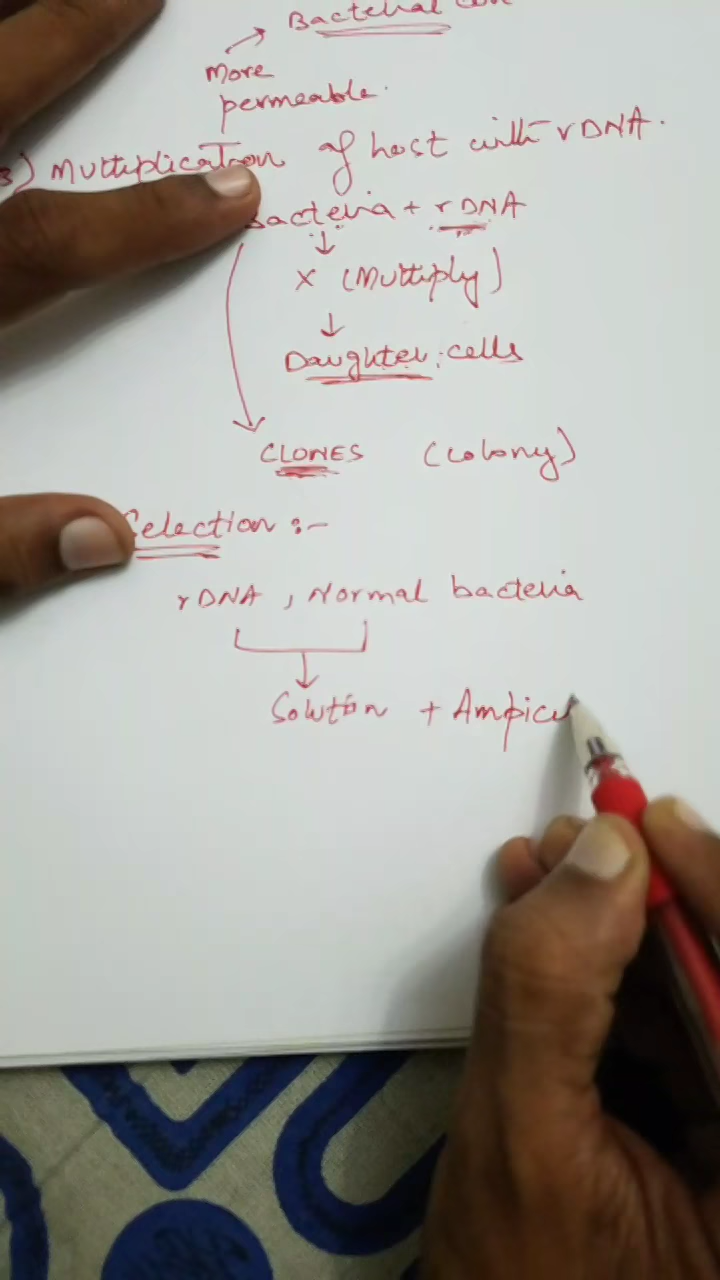 Bacterial
More
permeable.
3) Multiplication of host with rDNA.
Bacteria + rDNA
↓
x (Multiply)
↓
Daughter cells
CLONES (colony)
Selection :-
rDNA , Normal bacteria
Solution + Ampici